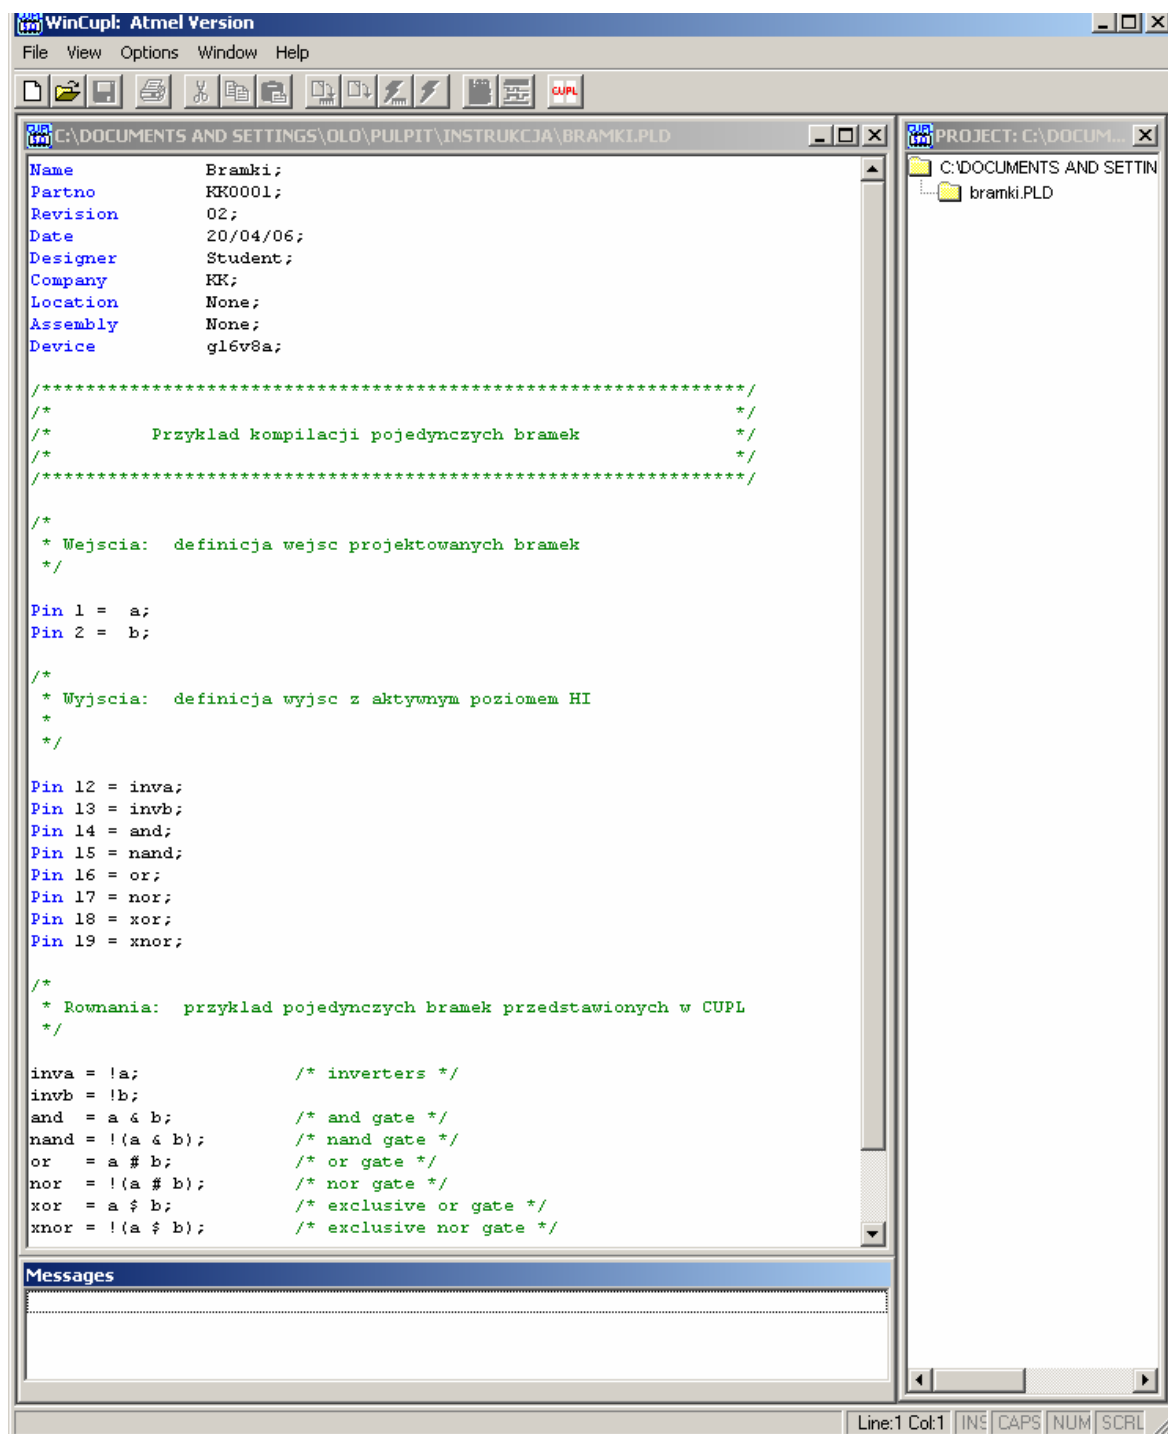 WinCupl: Atmel Version
File View Options Window Help
CUPL
C:\DOCUMENTS AND SETTINGS\OLO\PULPIT\INSTRUKCJA\BRAMKI.PLD
Name Bramki;
Partno KK0001;
Revision 02;
Date 20/04/06;
Designer Student;
Company KK;
Location None;
Assembly None;
Device g16v8a;
/****************************************************************/
/* */
/* Przyklad kompilacji pojedynczych bramek */
/* */
/****************************************************************/
/*
* Wejscia: definicja wejsc projektowanych bramek
*/
Pin 1 = a;
Pin 2 = b;
/*
* Wyjscia: definicja wyjsc z aktywnym poziomem HI
*
*/
Pin 12 = inva;
Pin 13 = invb;
Pin 14 = and;
Pin 15 = nand;
Pin 16 = or;
Pin 17 = nor;
Pin 18 = xor;
Pin 19 = xnor;
/*
* Rownania: przyklad pojedynczych bramek przedstawionych w CUPL
*/
inva = !a; /* inverters */
invb = !b;
and = a & b; /* and gate */
nand = !(a & b); /* nand gate */
or = a # b; /* or gate */
nor = !(a # b); /* nor gate */
xor = a $ b; /* exclusive or gate */
xnor = !(a $ b); /* exclusive nor gate */
PROJECT: C:\DOCUM...
C:\DOCUMENTS AND SETTIN
bramki.PLD
Messages
Line:1 Col:1 INS CAPS NUM SCRL